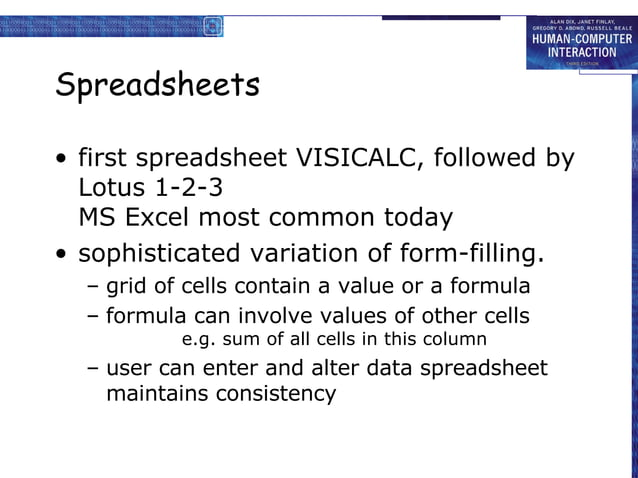 ALAN DIX, JANET FINLAY,
GREGORY D. ABOWD, RUSSELL BEALE
HUMAN-COMPUTER
INTERACTION
THIRD EDITION
Spreadsheets
• first spreadsheet VISICALC, followed by
Lotus 1-2-3
MS Excel most common today
• sophisticated variation of form-filling.
– grid of cells contain a value or a formula
– formula can involve values of other cells
e.g. sum of all cells in this column
– user can enter and alter data spreadsheet
maintains consistency